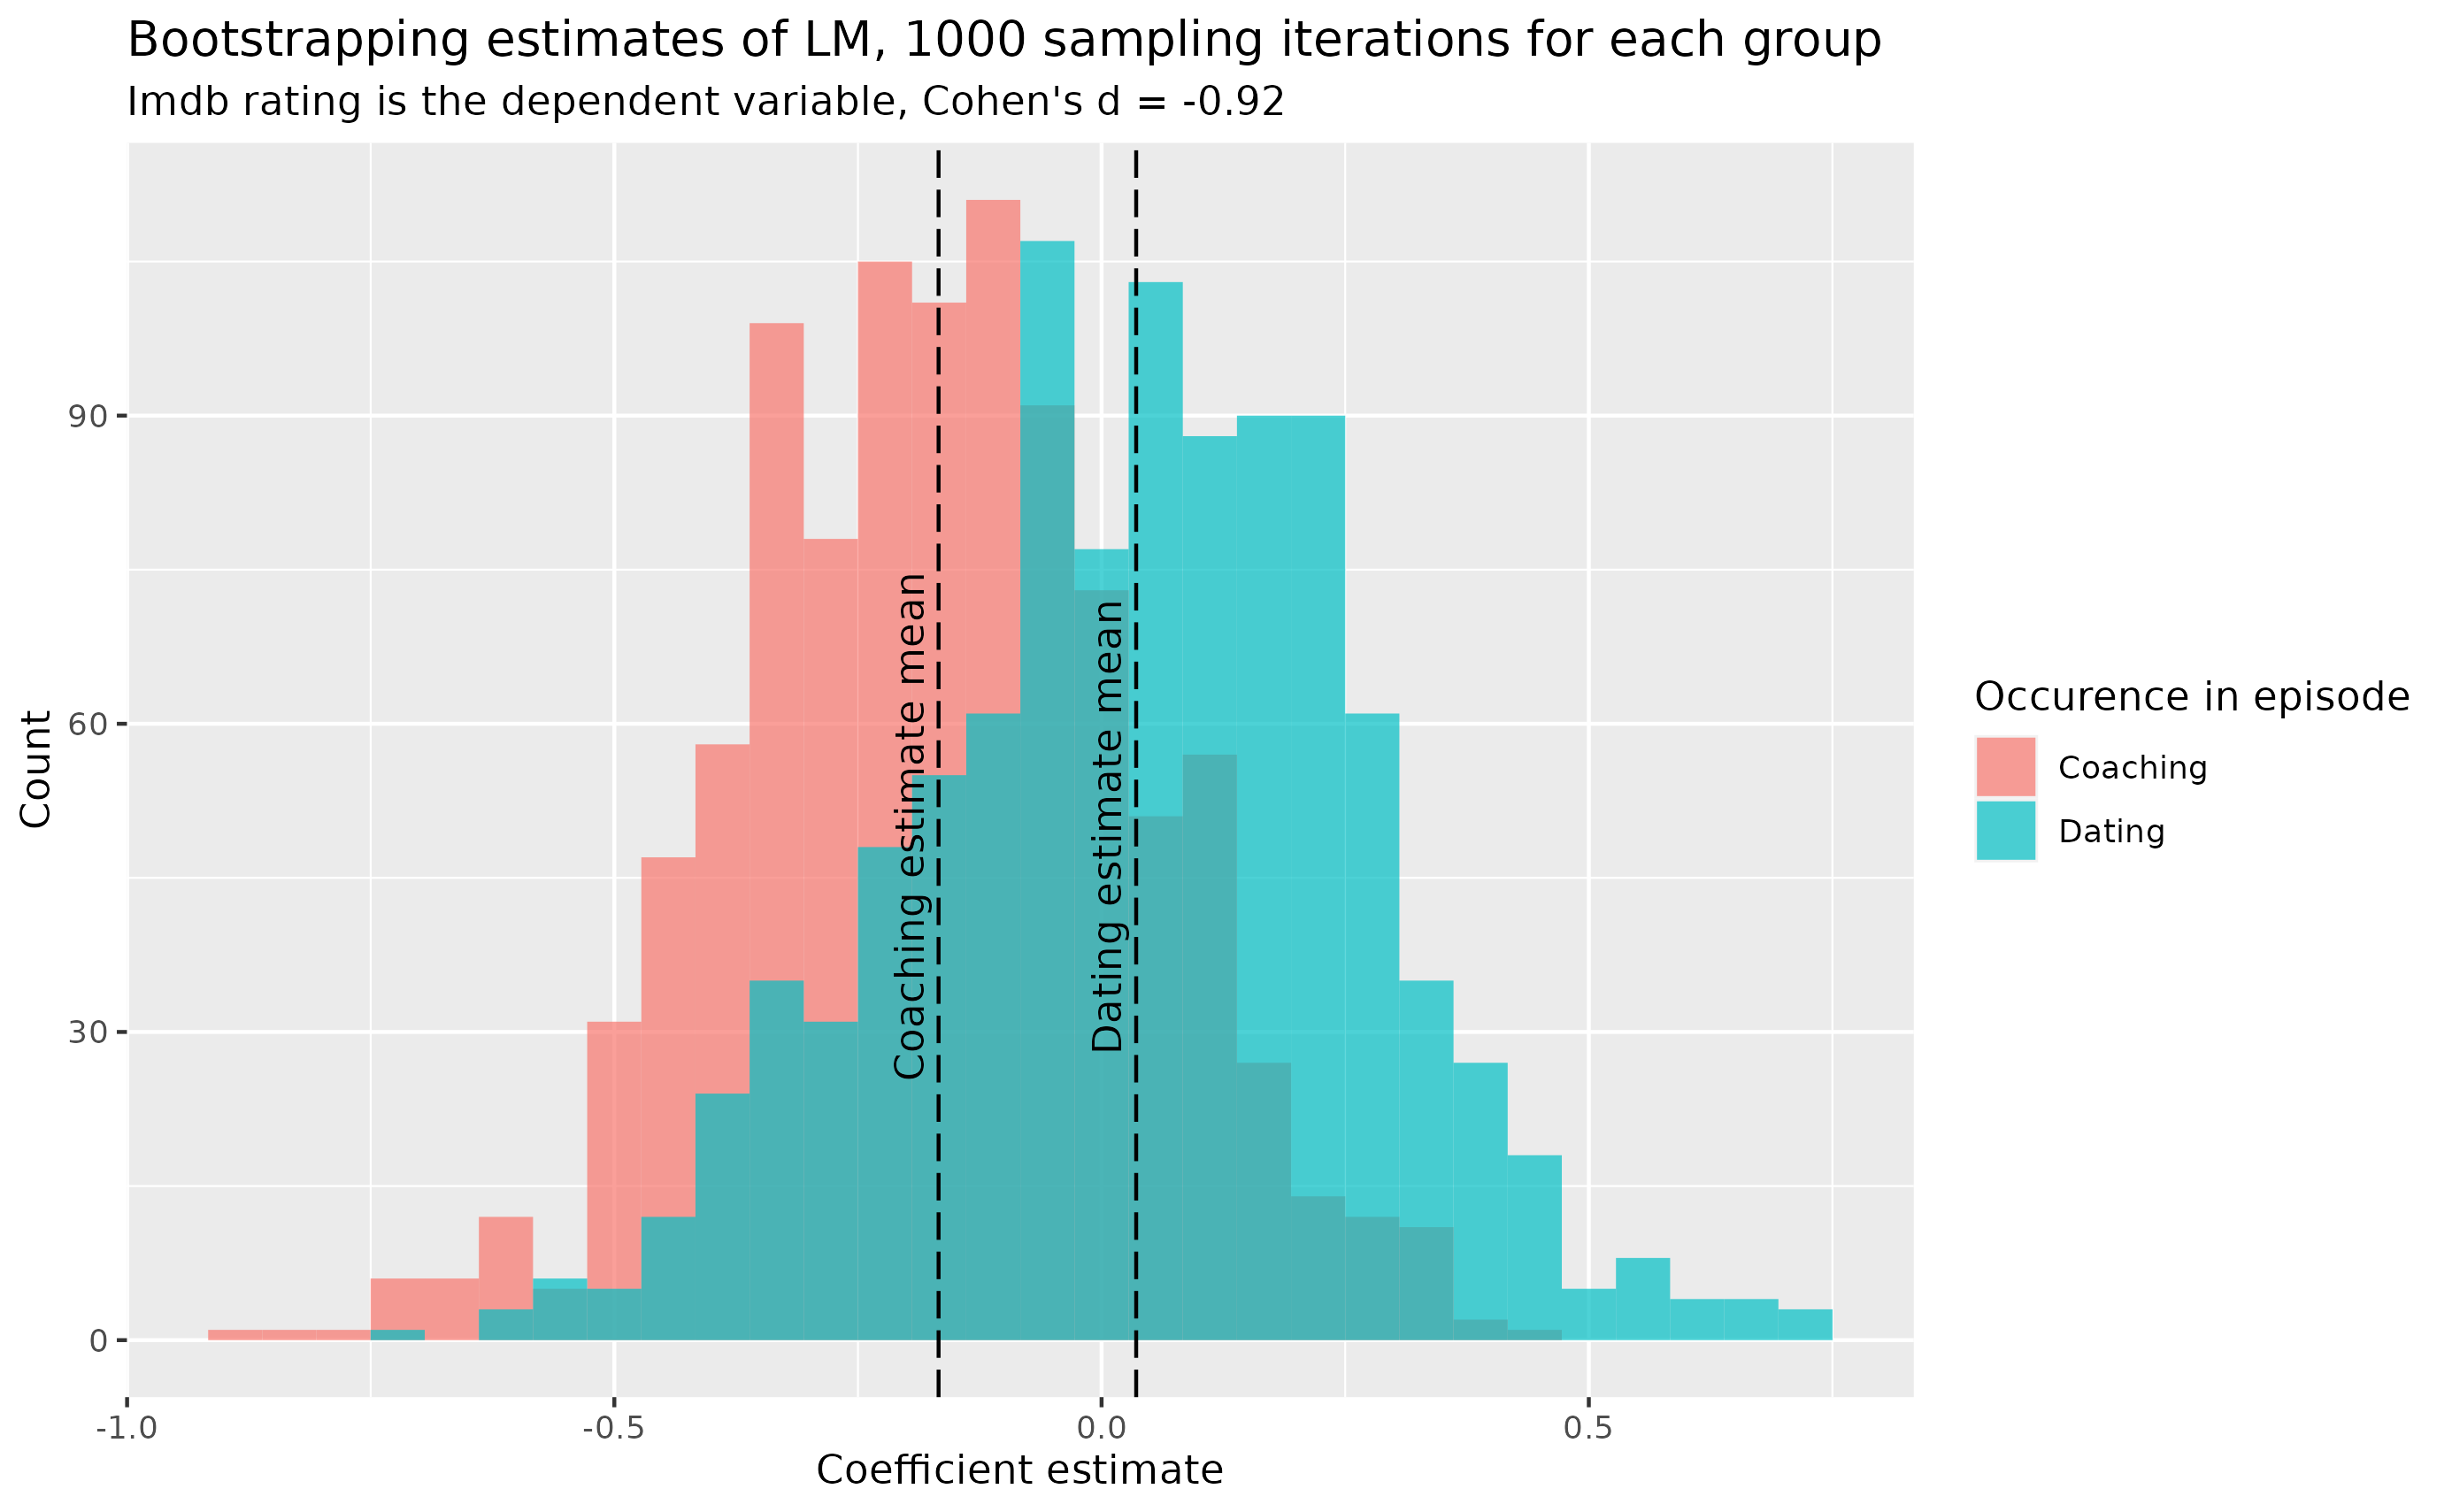 Bootstrapping estimates of LM, 1000 sampling iterations for each group
Imdb rating is the dependent variable, Cohen's d = -0.92
Count
90
60
30
0
Coaching estimate mean
Dating estimate mean
-1.0
-0.5
0.0
0.5
Coefficient estimate
Occurence in episode
Coaching
Dating